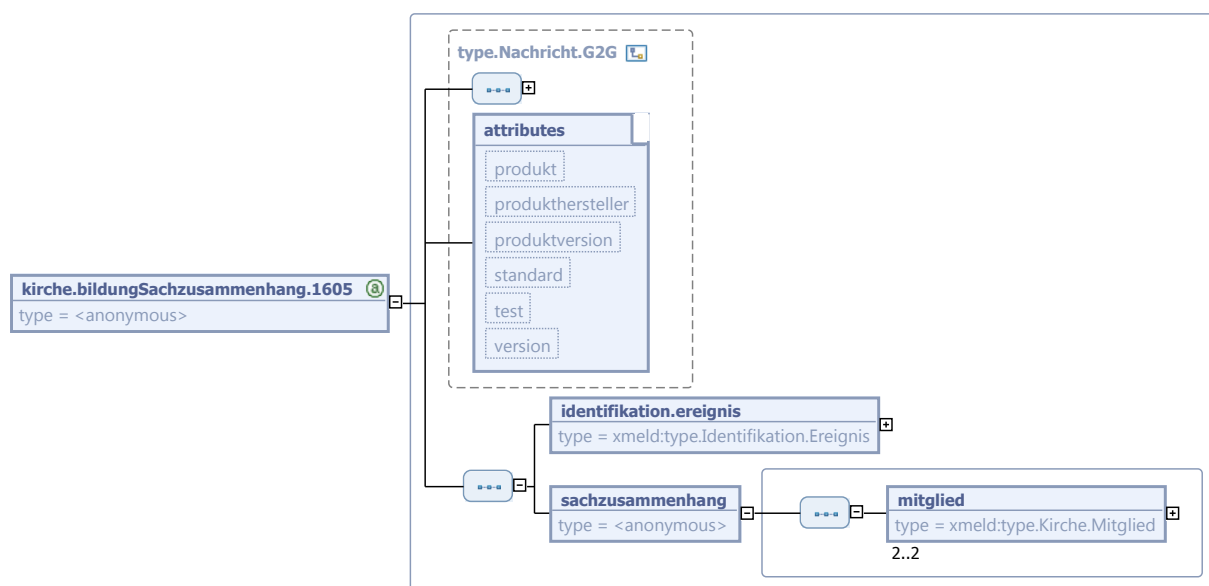 type.Nachricht.G2G
attributes
produkt
produkthersteller
produktversion
standard
test
version
kirche.bildungSachzusammenhang.1605
type = <anonymous>
identifikation.ereignis
type = xmeld:type.Identifikation.Ereignis
sachzusammenhang
type = <anonymous>
mitglied
type = xmeld:type.Kirche.Mitglied
2..2